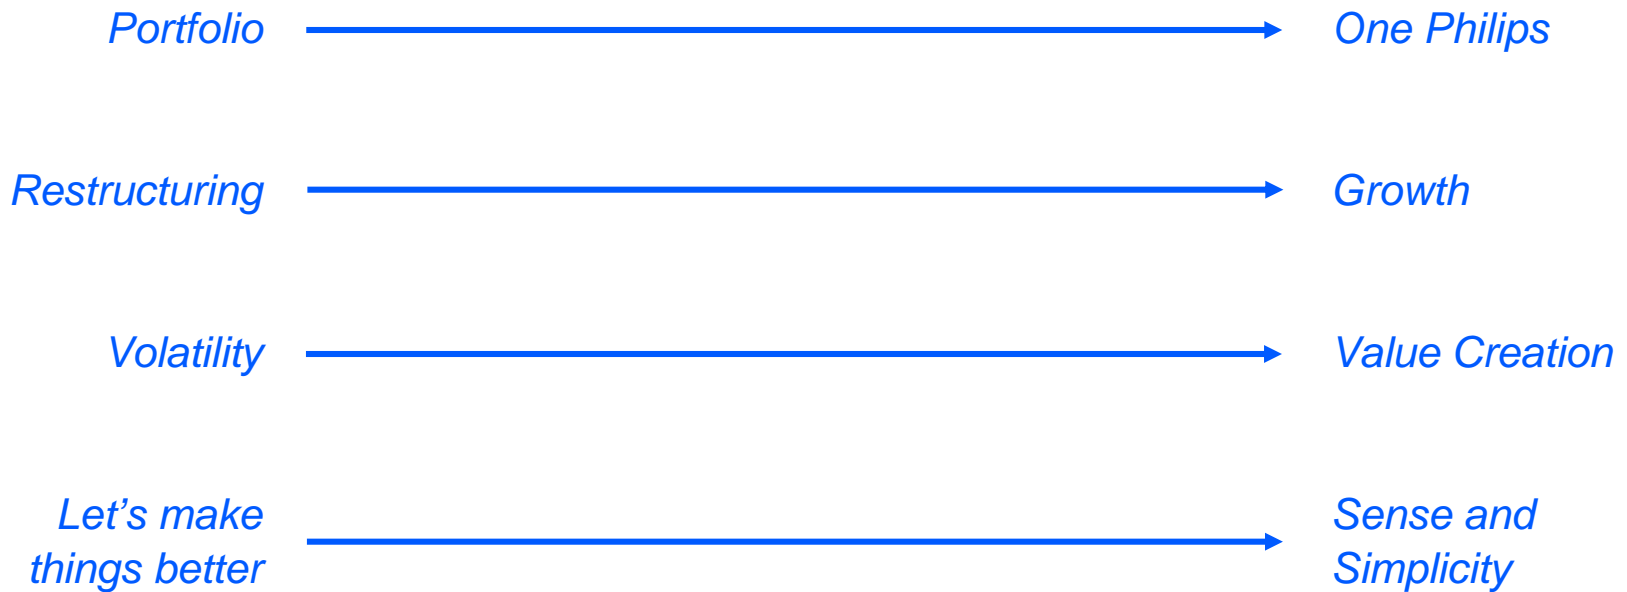 Portfolio
One Philips
Restructuring
Growth
Volatility
Value Creation
Let’s make
things better
Sense and
Simplicity